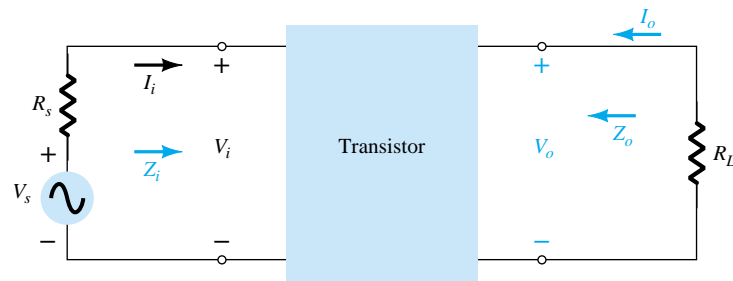 I_o
+
I_i
+
R_s
Z_o
+
Z_i
V_i
Transistor
V_o
R_L
V_s
−
−
−